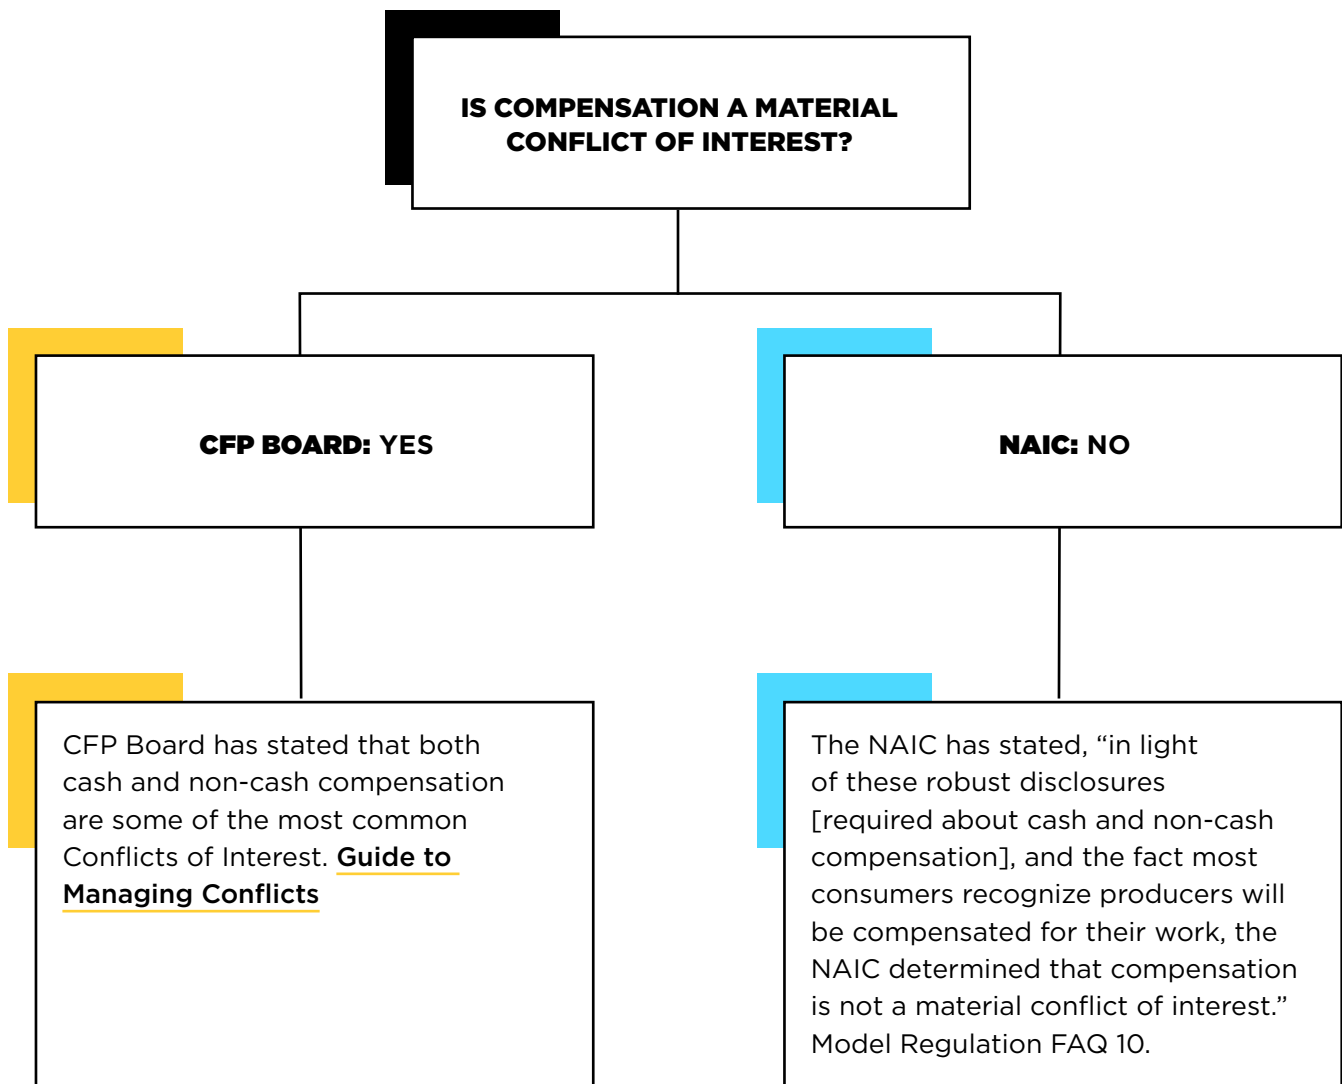 IS COMPENSATION A MATERIAL
CONFLICT OF INTEREST?
CFP BOARD: YES
NAIC: NO
CFP Board has stated that both
cash and non-cash compensation
are some of the most common
Conflicts of Interest. Guide to
Managing Conflicts
The NAIC has stated, “in light
of these robust disclosures
[required about cash and non-cash
compensation], and the fact most
consumers recognize producers will
be compensated for their work, the
NAIC determined that compensation
is not a material conflict of interest.”
Model Regulation FAQ 10.